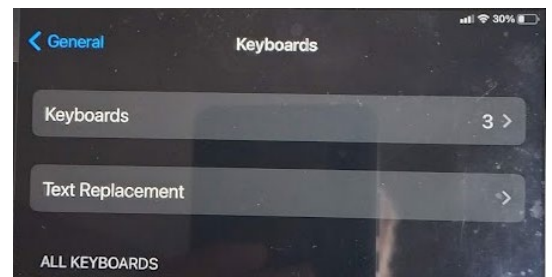 30%
General
Keyboards
Keyboards 3
Text Replacement
ALL KEYBOARDS